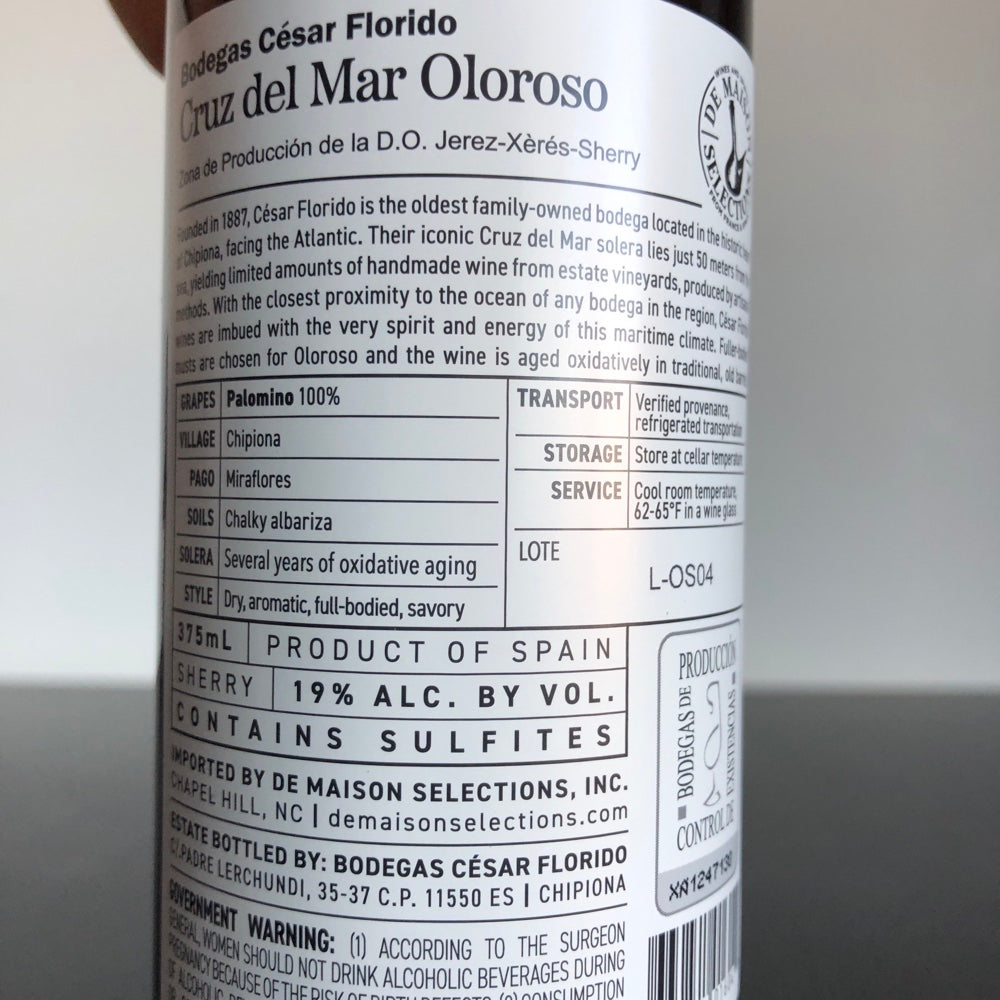 Bodegas César Florido
Cruz del Mar Oloroso
Zona de Producción de la D.O. Jerez-Xèrés-Sherry
DE MAISON SELECTIONS
Founded in 1887, César Florido is the oldest family-owned bodega located in the historic
of Chipiona, facing the Atlantic. Their iconic Cruz del Mar solera lies just 50 meters from
sea, yielding limited amounts of handmade wine from estate vineyards, produced by
methods. With the closest proximity to the ocean of any bodega in the region, César
wines are imbued with the very spirit and energy of this maritime climate.
musts are chosen for Oloroso and the wine is aged oxidatively in traditional, old
GRAPES Palomino 100%
VILLAGE Chipiona
PAGO Miraflores
SOILS Chalky albariza
SOLERA Several years of oxidative aging
STYLE Dry, aromatic, full-bodied, savory
TRANSPORT Verified provenance,
refrigerated transportation
STORAGE Store at cellar temperature
SERVICE Cool room temperature,
62-65°F in a wine glass
LOTE
L-OS04
375mL PRODUCT OF SPAIN
SHERRY 19% ALC. BY VOL.
CONTAINS SULFITES
IMPORTED BY DE MAISON SELECTIONS, INC.
CHAPEL HILL, NC | demaisonselections.com
ESTATE BOTTLED BY: BODEGAS CÉSAR FLORIDO
C/.PADRE LERCHUNDI, 35-37 C.P. 11550 ES | CHIPIONA
GOVERNMENT WARNING: (1) ACCORDING TO THE SURGEON
GENERAL, WOMEN SHOULD NOT DRINK ALCOHOLIC BEVERAGES DURING
PREGNANCY BECAUSE OF THE RISK OF BIRTH DEFECTS. (2) CONSUMPTION
OF ALCOHOLIC
PRODUCCIÓN
BODEGAS DE
EXISTENCIAS
CONTROL DE
XA1247130